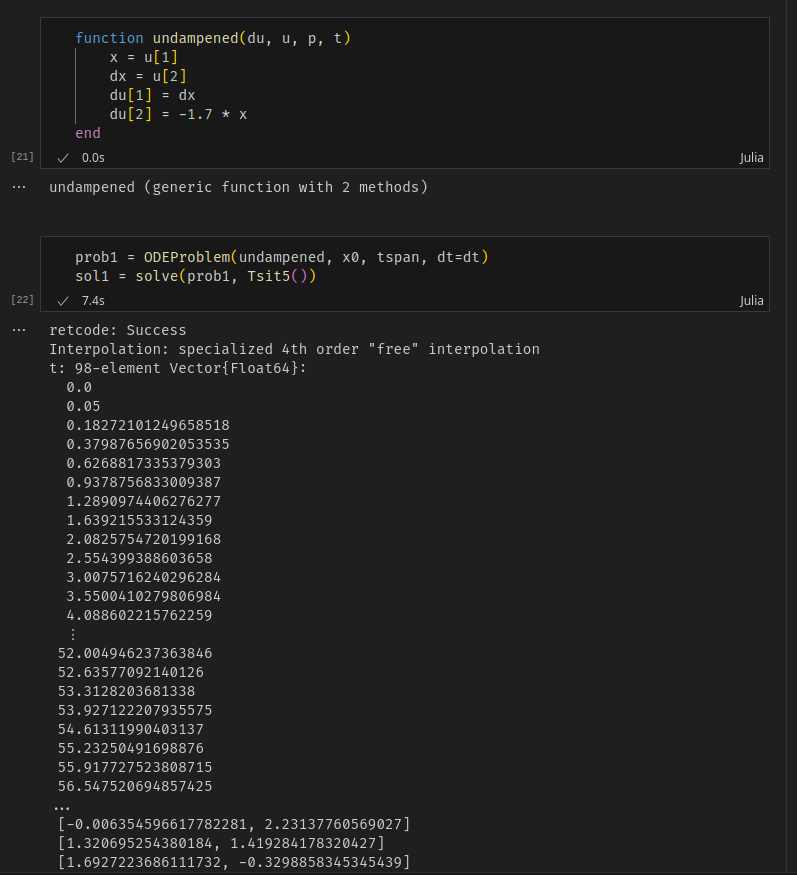 function undampened(du, u, p, t)
    x = u[1]
    dx = u[2]
    du[1] = dx
    du[2] = -1.7 * x
end
[21] ✓ 0.0s Julia
... undampened (generic function with 2 methods)
prob1 = ODEProblem(undampened, x0, tspan, dt=dt)
sol1 = solve(prob1, Tsit5())
[22] ✓ 7.4s Julia
... retcode: Success
Interpolation: specialized 4th order "free" interpolation
t: 98-element Vector{Float64}:
  0.0
  0.05
  0.18272101249658518
  0.37987656902053535
  0.6268817335379303
  0.9378756833009387
  1.2890974406276277
  1.639215533124359
  2.0825754720199168
  2.554399388603658
  3.0075716240296284
  3.5500410279806984
  4.088602215762259
  ⋮
 52.004946237363846
 52.63577092140126
 53.3128203681338
 53.927122207935575
 54.61311990403137
 55.23250491698876
 55.917727523808715
 56.547520694857425
...
 [-0.006354596617782281, 2.23137760569027]
 [1.320695254380184, 1.419284178320427]
 [1.6927223686111732, -0.3298858345345439]